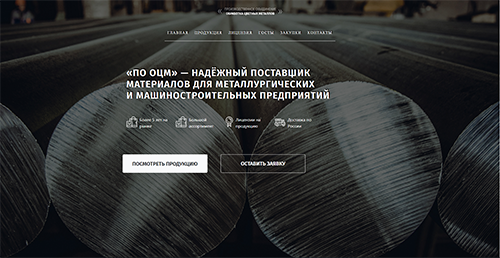 ПРОИЗВОДСТВЕННОЕ ОБЪЕДИНЕНИЕ
ОБРАБОТКА ЦВЕТНЫХ МЕТАЛЛОВ
ГЛАВНАЯ ПРОДУКЦИЯ ЛИЦЕНЗИЯ ГОСТЫ ЗАКУПКИ КОНТАКТЫ
«ПО ОЦМ» — НАДЁЖНЫЙ ПОСТАВЩИК
МАТЕРИАЛОВ ДЛЯ МЕТАЛЛУРГИЧЕСКИХ
И МАШИНОСТРОИТЕЛЬНЫХ ПРЕДПРИЯТИЙ
Более 5 лет на рынке
Большой ассортимент
Лицензии на продукцию
Доставка по России
ПОСМОТРЕТЬ ПРОДУКЦИЮ
ОСТАВИТЬ ЗАЯВКУ